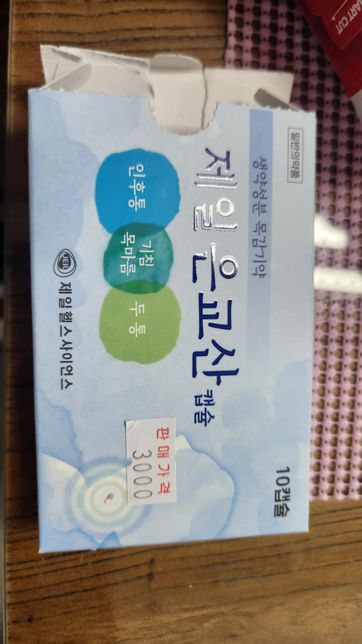 일반의약품
생약성분 목감기약
제일은교산
캡슐
인후통
기침
목마름
두통
제일헬스사이언스
10캡슐
판매가격
3000
ART CUT